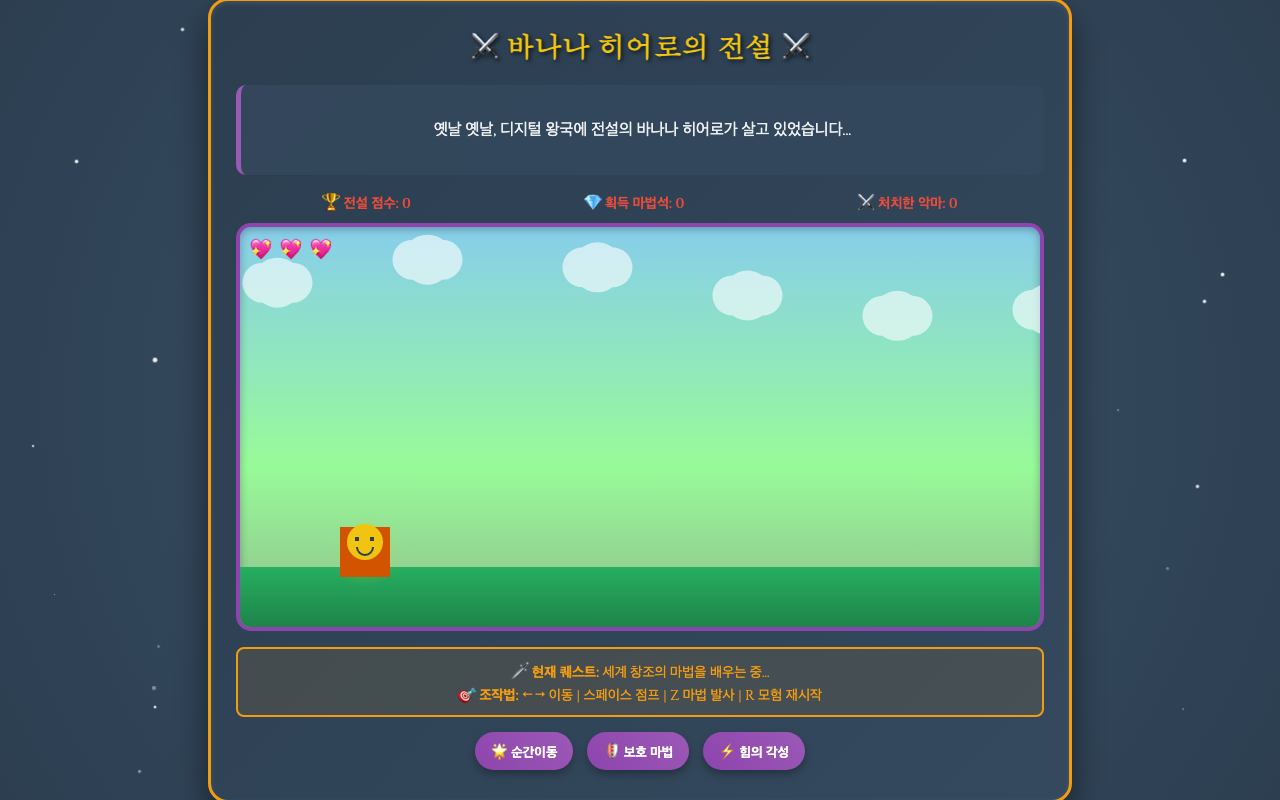 ⚔️ 바나나 히어로의 전설 ⚔️
옛날 옛날, 디지털 왕국에 전설의 바나나 히어로가 살고 있었습니다...
🏆 전설 점수: 0
💎 획득 마법석: 0
⚔️ 처치한 악마: 0
🪄 현재 퀘스트: 세계 창조의 마법을 배우는 중...
🎯 조작법: ←→ 이동 | 스페이스 점프 | Z 마법 발사 | R 모험 재시작
🌟 순간이동
🛡️ 보호 마법
⚡ 힘의 각성